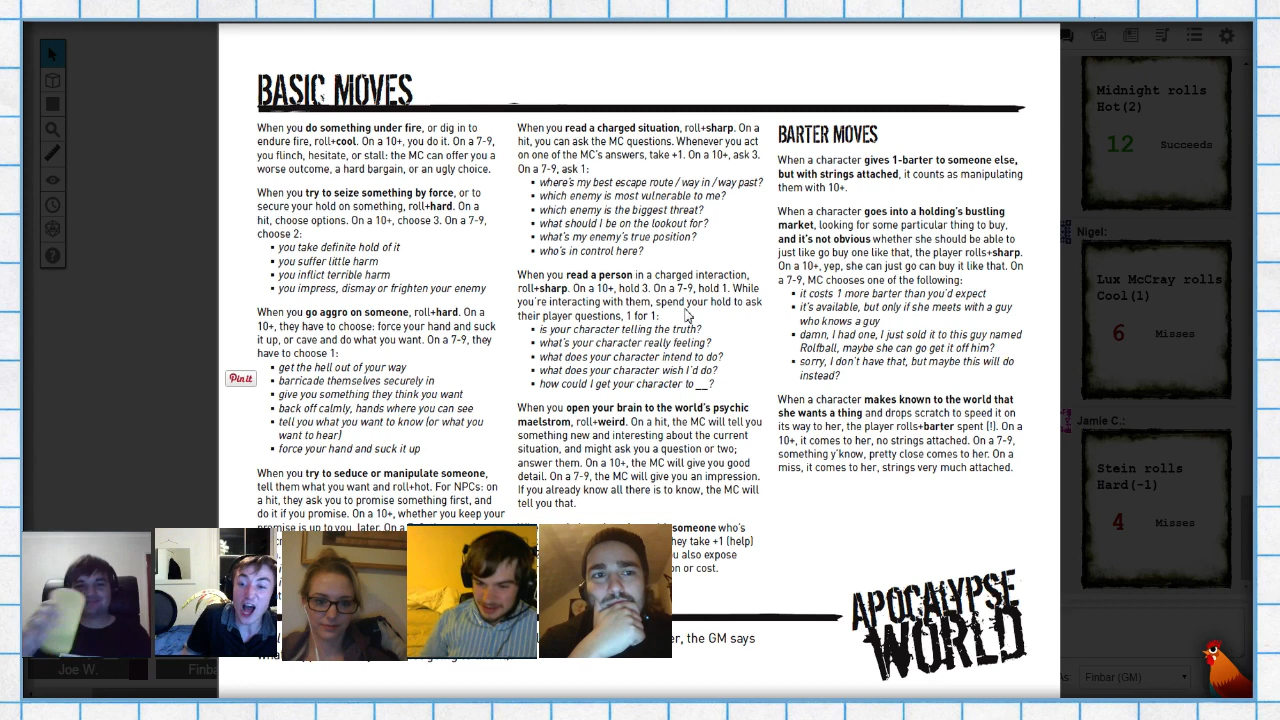 BASIC MOVES
When you do something under fire, or dig in to
endure fire, roll+cool. On a 10+, you do it. On a 7-9,
you flinch, hesitate, or stall: the MC can offer you a
worse outcome, a hard bargain, or an ugly choice.
When you try to seize something by force, or to
secure your hold on something, roll+hard. On a
hit, choose options. On a 10+, choose 3. On a 7-9,
choose 2:
▪ you take definite hold of it
▪ you suffer little harm
▪ you inflict terrible harm
▪ you impress, dismay or frighten your enemy
When you go aggro on someone, roll+hard. On a
10+, they have to choose: force your hand and suck
it up, or cave and do what you want. On a 7-9, they
have to choose 1:
▪ get the hell out of your way
▪ barricade themselves securely in
▪ give you something they think you want
▪ back off calmly, hands where you can see
▪ tell you what you want to know (or what you
want to hear)
▪ force your hand and suck it up
When you try to seduce or manipulate someone,
tell them what you want and roll+hot. For NPCs: on
a hit, they ask you to promise something first, and
do it if you promise. On a 10+, whether you keep your
promise is up to you, later. On a
When you read a charged situation, roll+sharp. On a
hit, you can ask the MC questions. Whenever you act
on one of the MC's answers, take +1. On a 10+, ask 3.
On a 7-9, ask 1:
▪ where's my best escape route / way in / way past?
▪ which enemy is most vulnerable to me?
▪ which enemy is the biggest threat?
▪ what should I be on the lookout for?
▪ what's my enemy's true position?
▪ who's in control here?
When you read a person in a charged interaction,
roll+sharp. On a 10+, hold 3. On a 7-9, hold 1. While
you're interacting with them, spend your hold to ask
their player questions, 1 for 1:
▪ is your character telling the truth?
▪ what's your character really feeling?
▪ what does your character intend to do?
▪ what does your character wish I'd do?
▪ how could I get your character to __?
When you open your brain to the world's psychic
maelstrom, roll+weird. On a hit, the MC will tell you
something new and interesting about the current
situation, and might ask you a question or two;
answer them. On a 10+, the MC will give you good
detail. On a 7-9, the MC will give you an impression.
If you already know all there is to know, the MC will
tell you that.
someone who's
they take +1 (help)
also expose
or cost.
er, the GM says
BARTER MOVES
When a character gives 1-barter to someone else,
but with strings attached, it counts as manipulating
them with 10+.
When a character goes into a holding's bustling
market, looking for some particular thing to buy,
and it's not obvious whether she should be able to
just like go buy one like that, the player rolls+sharp.
On a 10+, yep, she can just go can buy it like that. On
a 7-9, MC chooses one of the following:
▪ it costs 1 more barter than you'd expect
▪ it's available, but only if she meets with a guy
who knows a guy
▪ damn, I had one, I just sold it to this guy named
Rolfball, maybe she can go get it off him?
▪ sorry, I don't have that, but maybe this will do
instead?
When a character makes known to the world that
she wants a thing and drops scratch to speed it on
its way to her, the player rolls+barter spent (!). On a
10+, it comes to her, no strings attached. On a 7-9,
something y'know, pretty close comes to her. On a
miss, it comes to her, strings very much attached.
APOCALYPSE
WORLD
Pin it
Midnight rolls
Hot(2)
12 Succeeds
Nigel:
Lux McCray rolls
Cool(1)
6 Misses
Jamie C.:
Stein rolls
Hard(-1)
4 Misses
Joe W.
Finb
As: Finbar (GM)